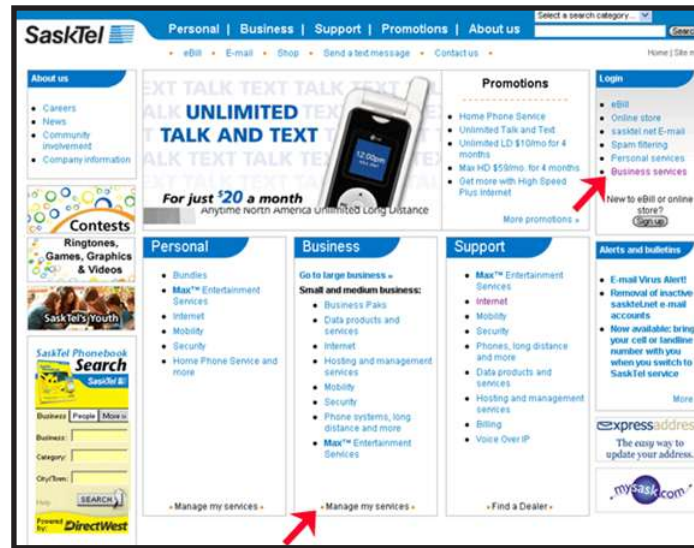 SaskTel
Personal | Business | Support | Promotions | About us
Select a search category...
eBill • E-mail • Shop • Send a text message • Contact us •
Home | Site
About us
• Careers
• News
• Community
involvement
• Company information
UNLIMITED
TALK AND TEXT
12:00pm
For just $20 a month
Anytime North America Unlimited Long Distance
Promotions
• Home Phone Service
• Unlimited Talk and Text
• Unlimited LD $10/mo for 4
months
• Max HD $59/mo. for 4 months
• Get more with High Speed
Plus Internet
More promotions »
Login
• eBill
• Online store
• sasktel.net E-mail
• Spam filtering
• Personal services
• Business services
New to eBill or online
store?
Sign up
Contests
Ringtones,
Games, Graphics
& Videos
SaskTel's Youth
SaskTel Phonebook
Search
SaskTel
Business People More »
Business:
Category:
City/Town:
Help
SEARCH
Powered
by: DirectWest
Personal
• Bundles
• Max™ Entertainment
Services
• Internet
• Mobility
• Security
• Home Phone Service and
more
• Manage my services •
Business
Go to large business »
Small and medium business:
• Business Paks
• Data products and
services
• Internet
• Hosting and management
services
• Mobility
• Security
• Phone systems, long
distance and more
• Max™ Entertainment
Services
• Manage my services •
Support
• Max™ Entertainment
Services
• Internet
• Mobility
• Security
• Phones, long distance
and more
• Data products and
services
• Hosting and management
services
• Billing
• Voice Over IP
• Find a Dealer •
Alerts and bulletins
• E-mail Virus Alert!
• Removal of inactive
sasktel.net e-mail
accounts
• Now available: bring
your cell or landline
number with you
when you switch to
SaskTel service
More
expressaddres
The easy way to
update your address.
mysask.com